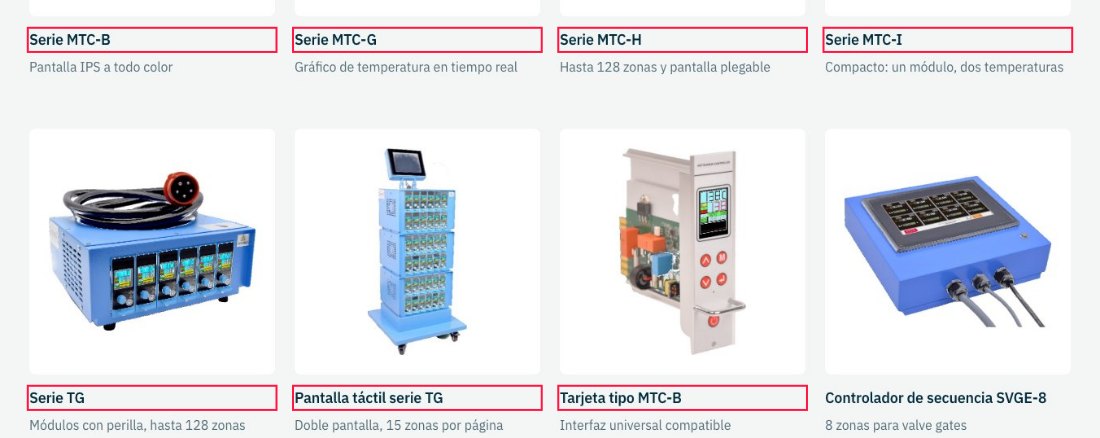 Serie MTC-B
Serie MTC-G
Serie MTC-H
Serie MTC-I
Pantalla IPS a todo color
Gráfico de temperatura en tiempo real
Hasta 128 zonas y pantalla plegable
Compacto: un módulo, dos temperaturas
Serie TG
Pantalla táctil serie TG
Tarjeta tipo MTC-B
Controlador de secuencia SVGE-8
Módulos con perilla, hasta 128 zonas
Doble pantalla, 15 zonas por página
Interfaz universal compatible
8 zonas para valve gates